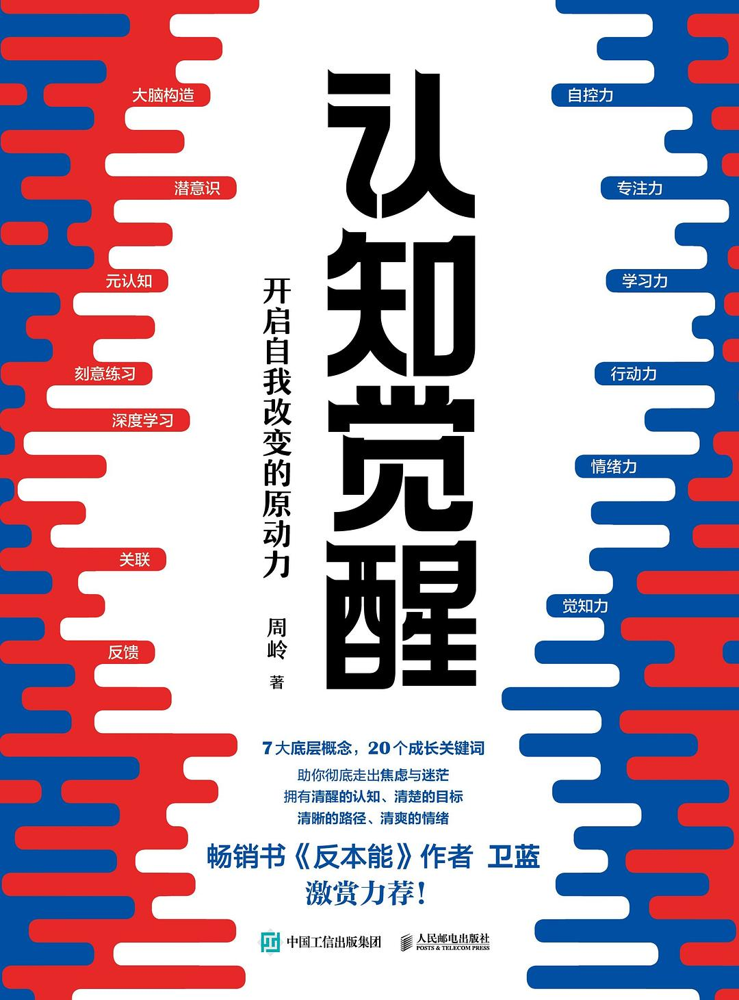 认知觉醒
开启自我改变的原动力
周岭 著
大脑构造
潜意识
元认知
刻意练习
深度学习
关联
反馈
自控力
专注力
学习力
行动力
情绪力
觉知力
7大底层概念，20个成长关键词
助你彻底走出焦虑与迷茫
拥有清醒的认知、清楚的目标
清晰的路径、清爽的情绪
畅销书《反本能》作者 卫蓝
激赏力荐！
中国工信出版集团
人民邮电出版社
POSTS & TELECOM PRESS